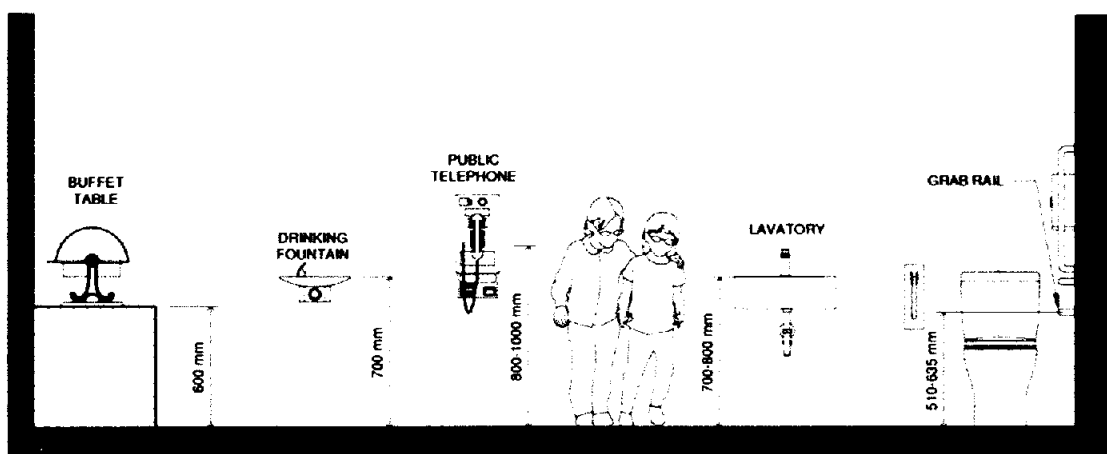 BUFFET
TABLE
DRINKING
FOUNTAIN
PUBLIC
TELEPHONE
LAVATORY
GRAB RAIL
600 mm
700 mm
800-1000 mm
700-800 mm
510-635 mm